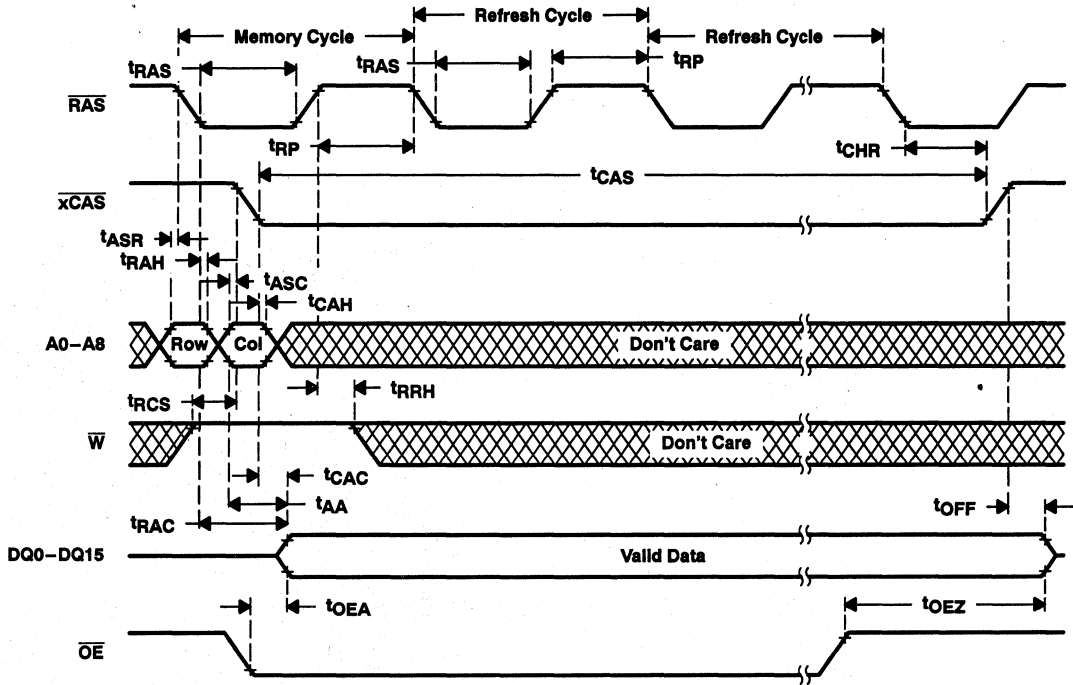 Refresh Cycle
Memory Cycle
Refresh Cycle
tRAS
tRAS
tRP
RAS
tRP
tCHR
tCAS
xCAS
tASR
tRAH
tASC
tCAH
A0–A8
Row
Col
Don't Care
tRRH
tRCS
W
Don't Care
tCAC
tAA
tOFF
tRAC
DQ0–DQ15
Valid Data
tOEA
tOEZ
OE